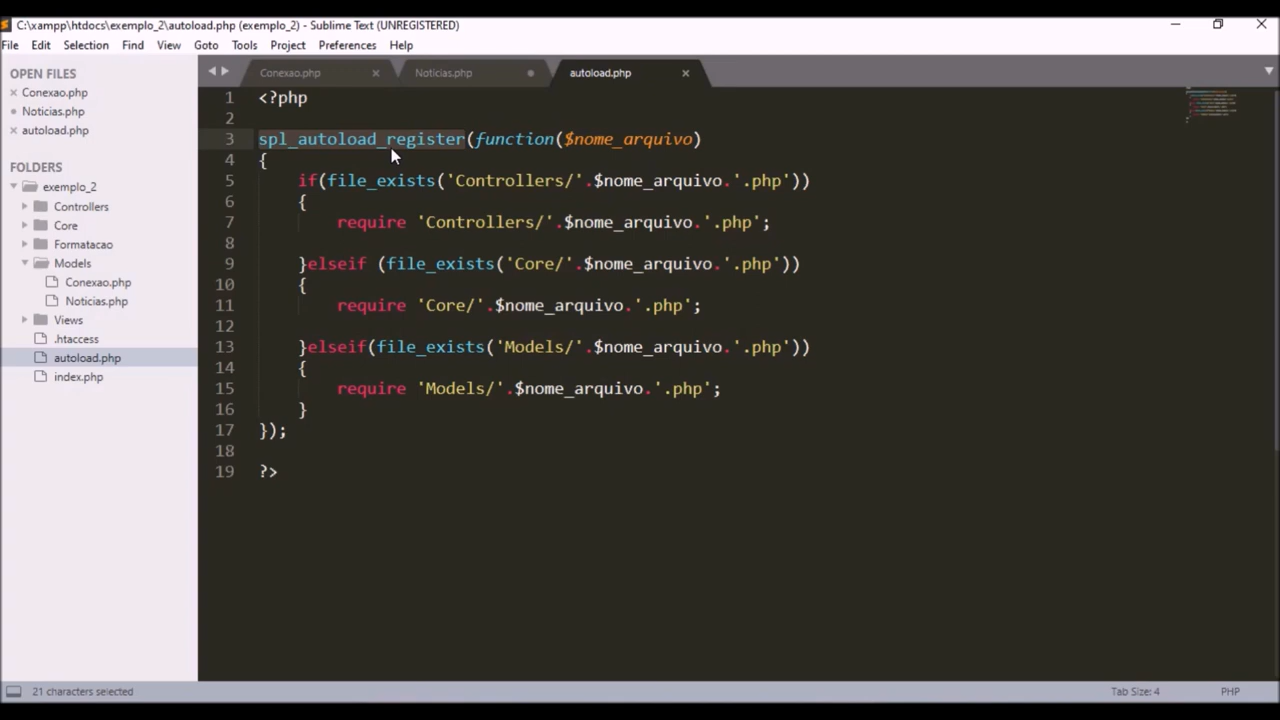 C:\xampp\htdocs\exemplo_2\autoload.php (exemplo_2) - Sublime Text (UNREGISTERED)
File Edit Selection Find View Goto Tools Project Preferences Help
OPEN FILES
Conexao.php
Noticias.php
autoload.php
FOLDERS
exemplo_2
Controllers
Core
Formatacao
Models
Conexao.php
Noticias.php
Views
.htaccess
autoload.php
index.php
Conexao.php Noticias.php autoload.php
1 <?php
2
3 spl_autoload_register(function($nome_arquivo)
4 {
5 if(file_exists('Controllers/'.$nome_arquivo.'.php'))
6 {
7 require 'Controllers/'.$nome_arquivo.'.php';
8
9 }elseif (file_exists('Core/'.$nome_arquivo.'.php'))
10 {
11 require 'Core/'.$nome_arquivo.'.php';
12
13 }elseif(file_exists('Models/'.$nome_arquivo.'.php'))
14 {
15 require 'Models/'.$nome_arquivo.'.php';
16 }
17 });
18
19 ?>
21 characters selected Tab Size: 4 PHP